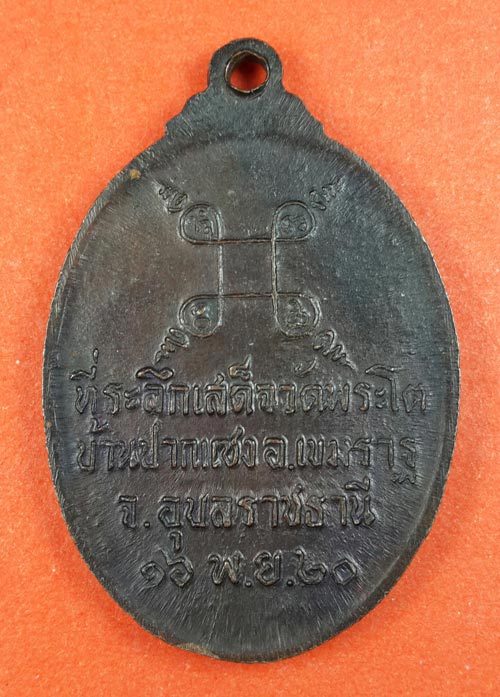 ที่ระฤกเสด็จวัดพระโต
บ้านปากแซง อ.เขมราฐ
จ.อุบลราชธานี
๑๖ พ.ย.๒๐